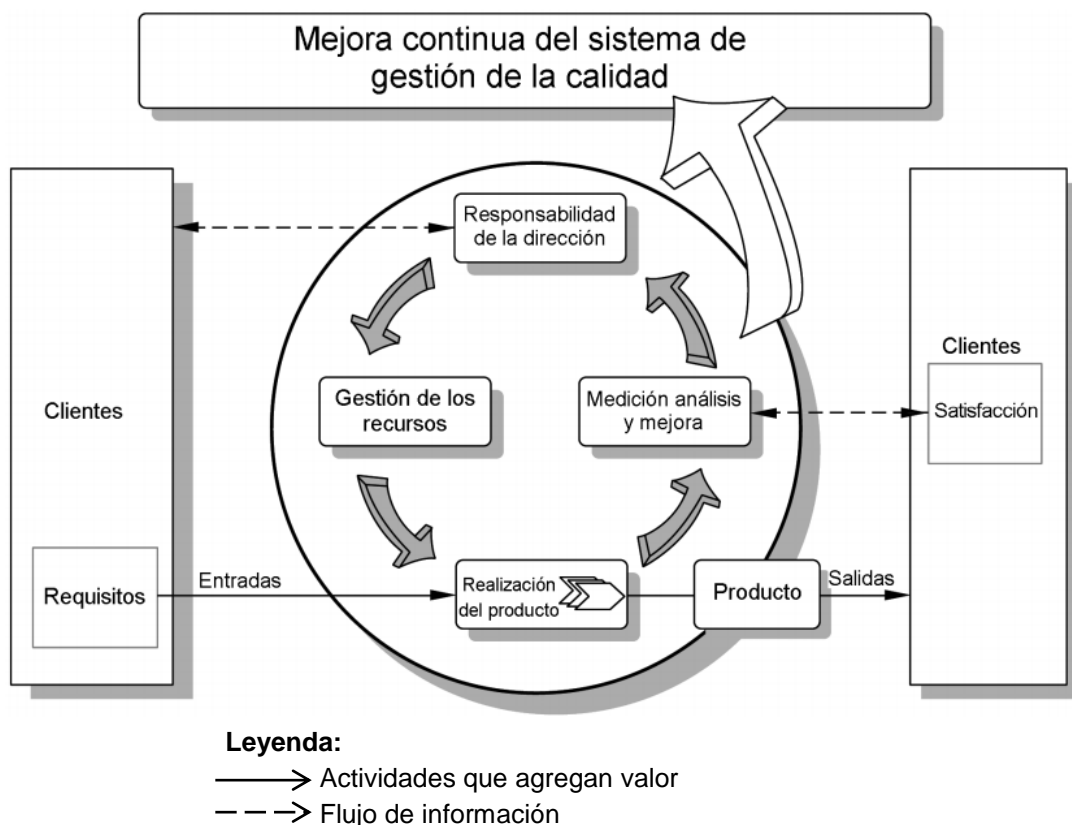 Mejora continua del sistema de
gestión de la calidad
Responsabilidad
de la dirección
Clientes
Gestión de los
recursos
Medición análisis
y mejora
Clientes
Satisfacción
Requisitos
Entradas
Realización
del producto
Producto
Salidas
Leyenda:
Actividades que agregan valor
Flujo de información